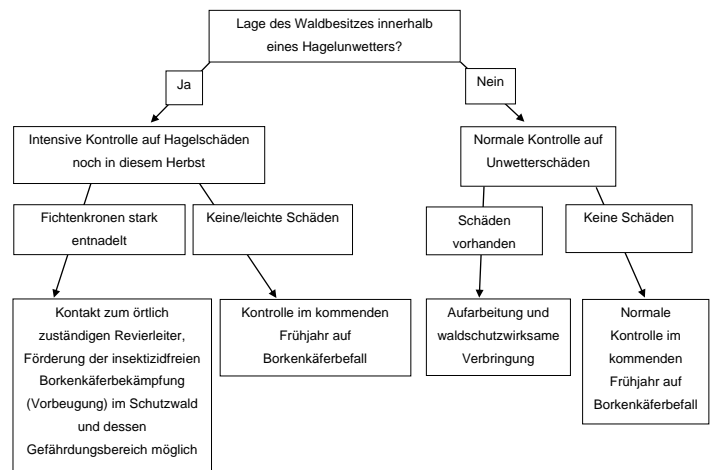 Lage des Waldbesitzes innerhalb
eines Hagelunwetters?
Ja
Nein
Intensive Kontrolle auf Hagelschäden
noch in diesem Herbst
Normale Kontrolle auf
Unwetterschäden
Fichtenkronen stark
entnadelt
Keine/leichte Schäden
Schäden
vorhanden
Keine Schäden
Kontakt zum örtlich
zuständigen Revierleiter,
Förderung der insektizidfreien
Borkenkäferbekämpfung
(Vorbeugung) im Schutzwald
und dessen
Gefährdungsbereich möglich
Kontrolle im kommenden
Frühjahr auf
Borkenkäferbefall
Aufarbeitung und
waldschutzwirksame
Verbringung
Normale
Kontrolle im
kommenden
Frühjahr auf
Borkenkäferbefall